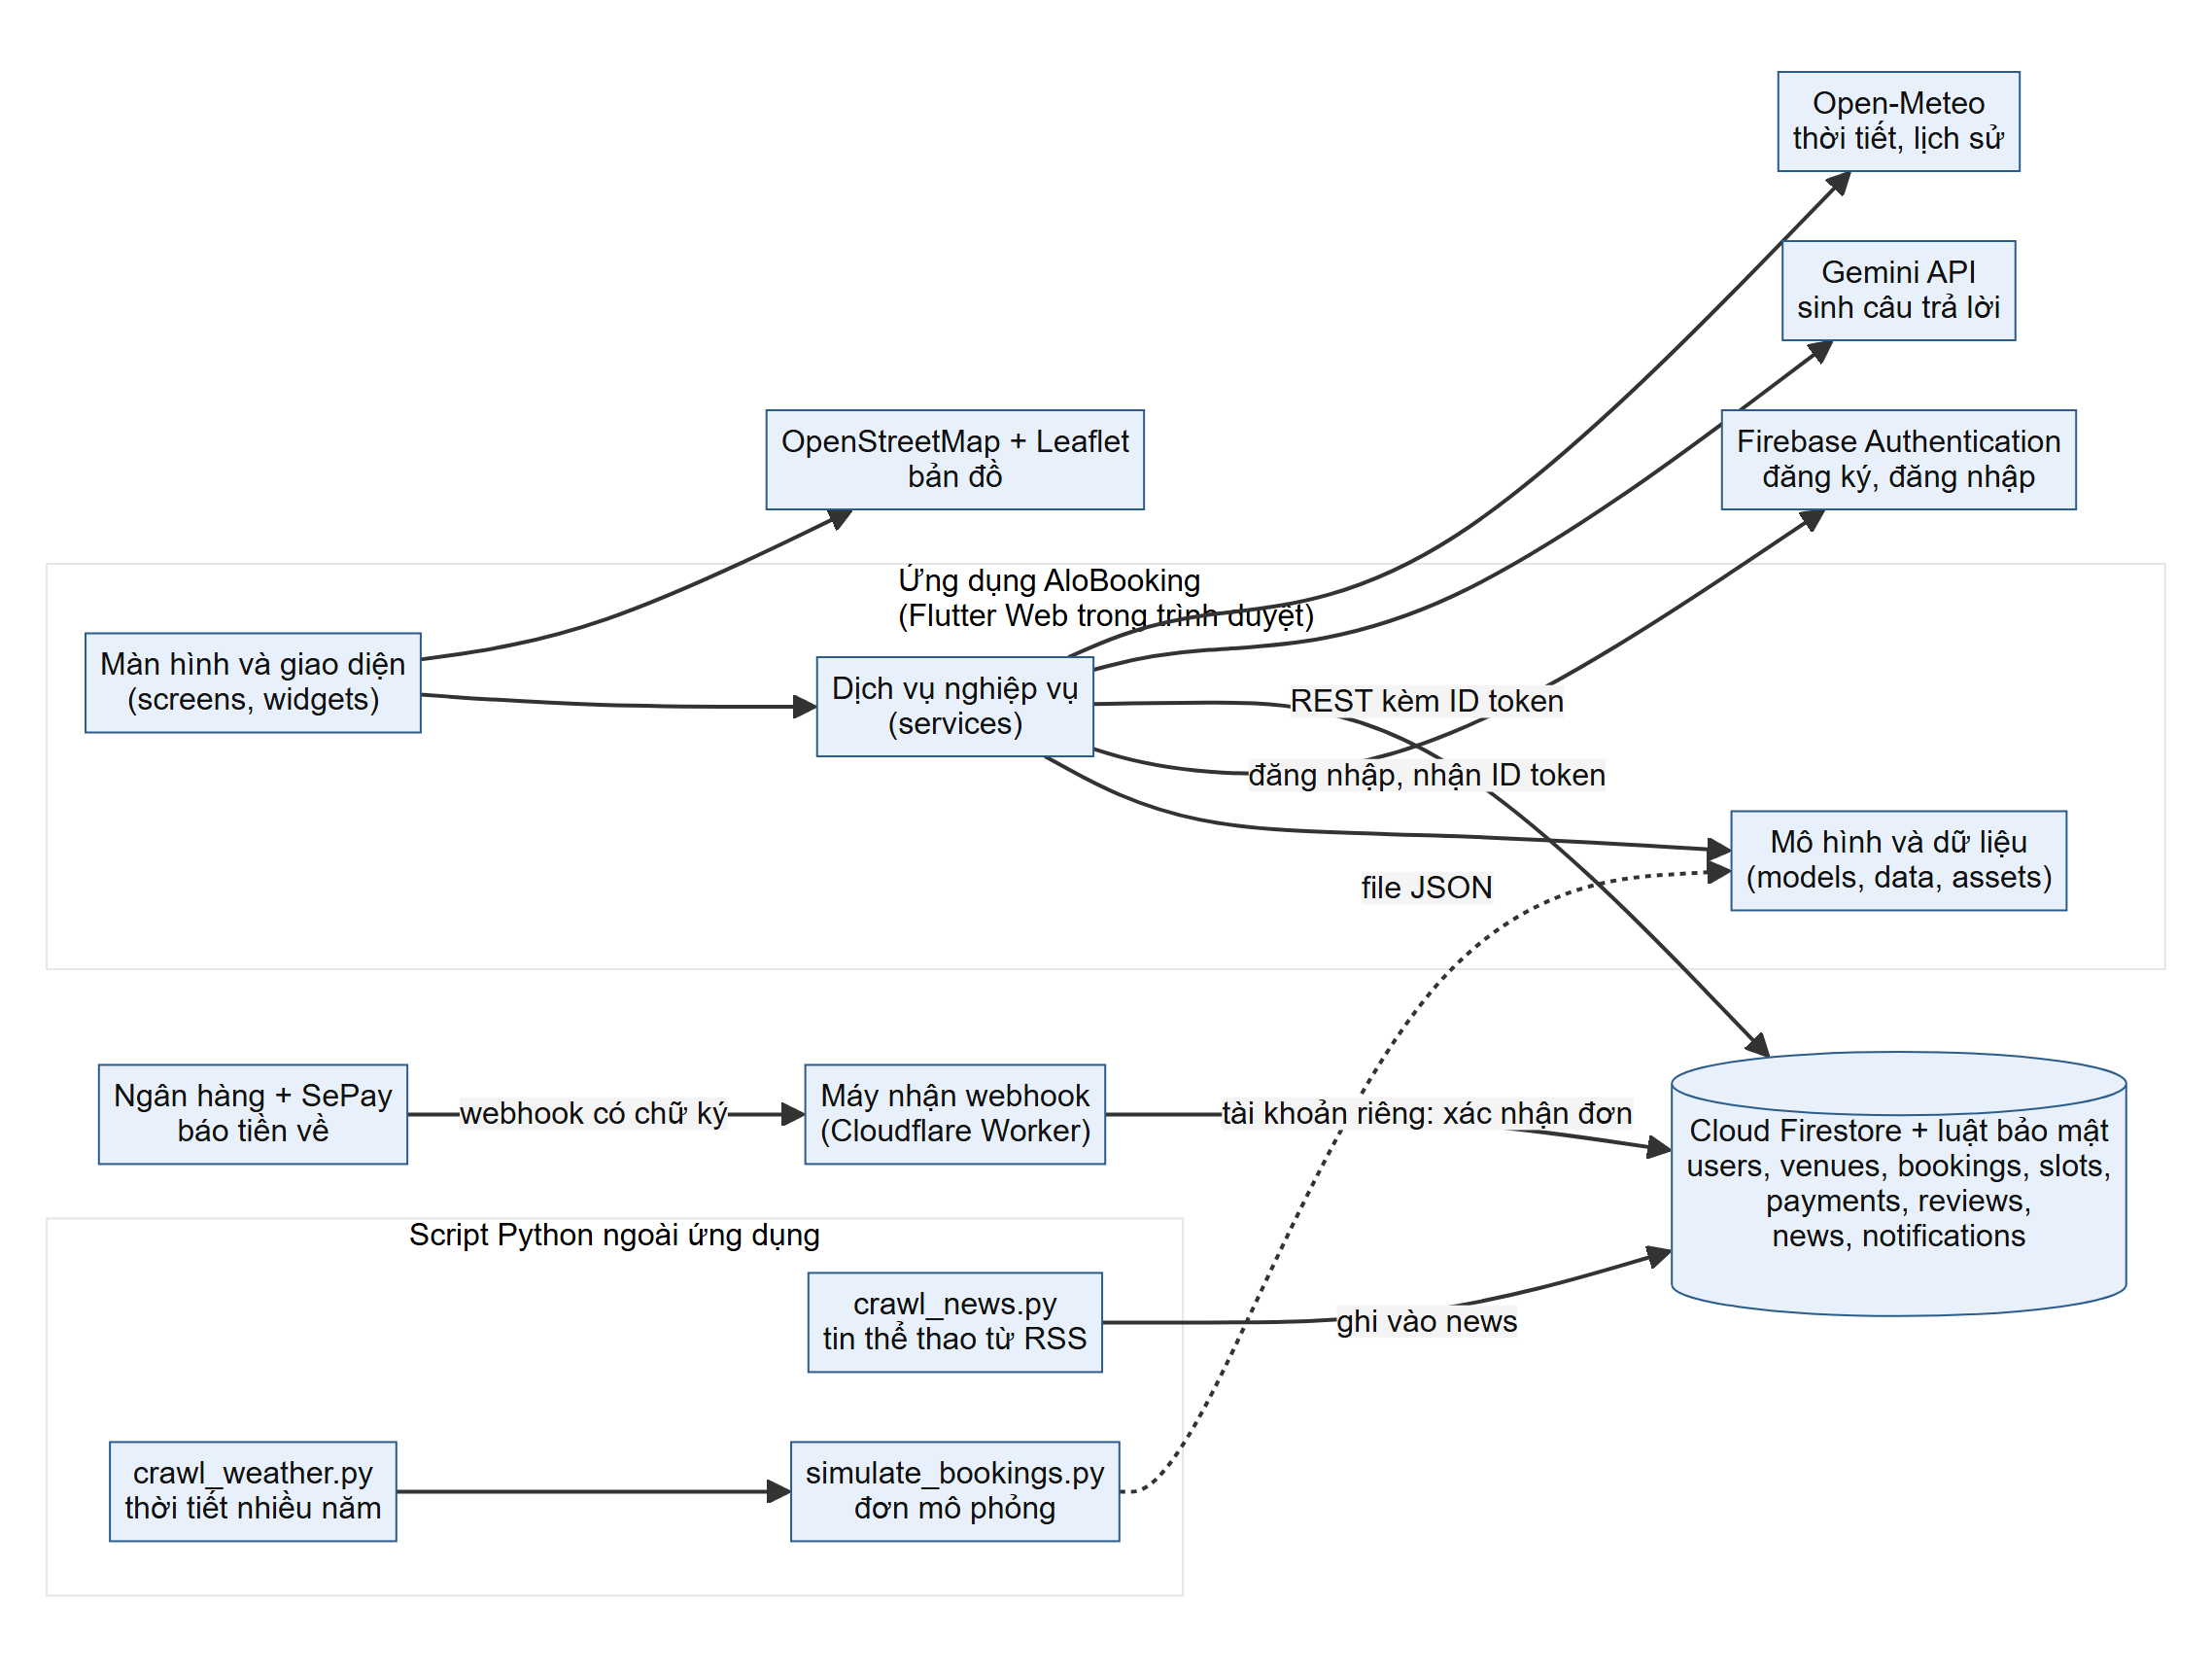 Open-Meteo
thời tiết, lịch sử
Gemini API
sinh câu trả lời
OpenStreetMap + Leaflet
bản đồ
Firebase Authentication
đăng ký, đăng nhập
Ứng dụng AloBooking
(Flutter Web trong trình duyệt)
Màn hình và giao diện
(screens, widgets)
Dịch vụ nghiệp vụ
(services)
REST kèm ID token
đăng nhập, nhận ID token
Mô hình và dữ liệu
(models, data, assets)
file JSON
Ngân hàng + SePay
báo tiền về
webhook có chữ ký
Máy nhận webhook
(Cloudflare Worker)
tài khoản riêng: xác nhận đơn
Cloud Firestore + luật bảo mật
users, venues, bookings, slots,
payments, reviews,
news, notifications
Script Python ngoài ứng dụng
crawl_news.py
tin thể thao từ RSS
ghi vào news
crawl_weather.py
thời tiết nhiều năm
simulate_bookings.py
đơn mô phỏng